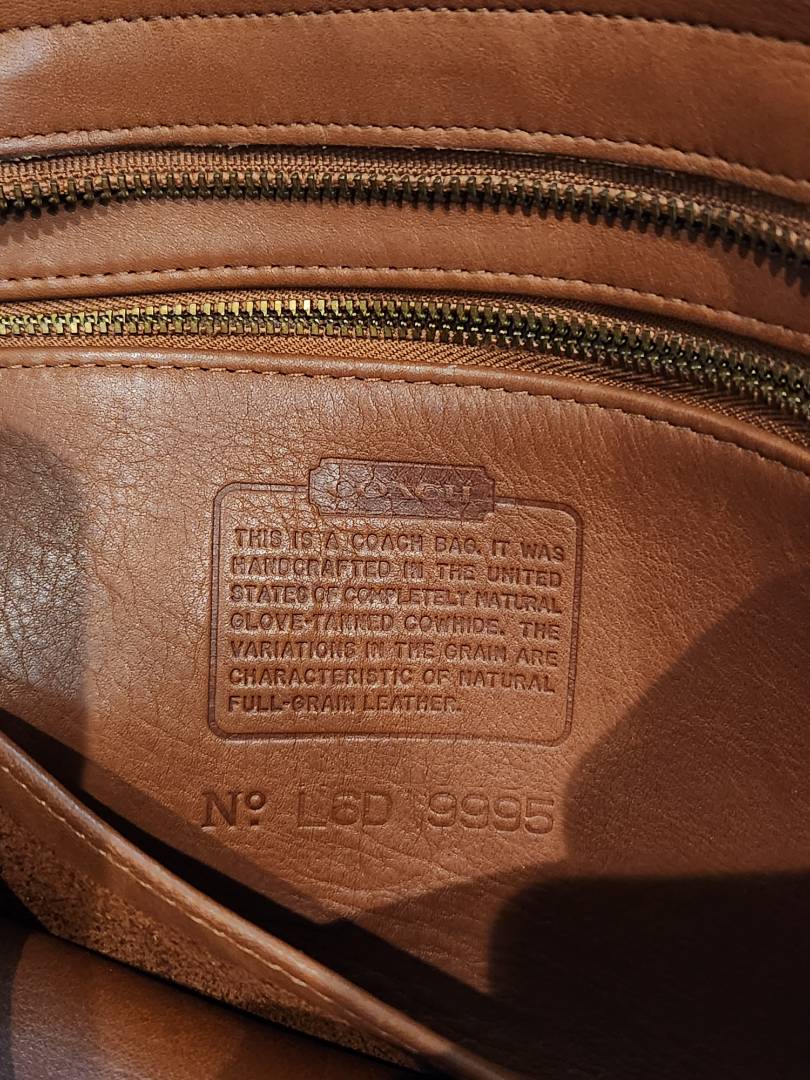 COACH
THIS IS A COACH BAG. IT WAS
HANDCRAFTED IN THE UNITED
STATES OF COMPLETELY NATURAL
GLOVE-TANNED COWHIDE. THE
VARIATIONS IN THE GRAIN ARE
CHARACTERISTIC OF NATURAL
FULL-GRAIN LEATHER.
Nº. L6D 9995